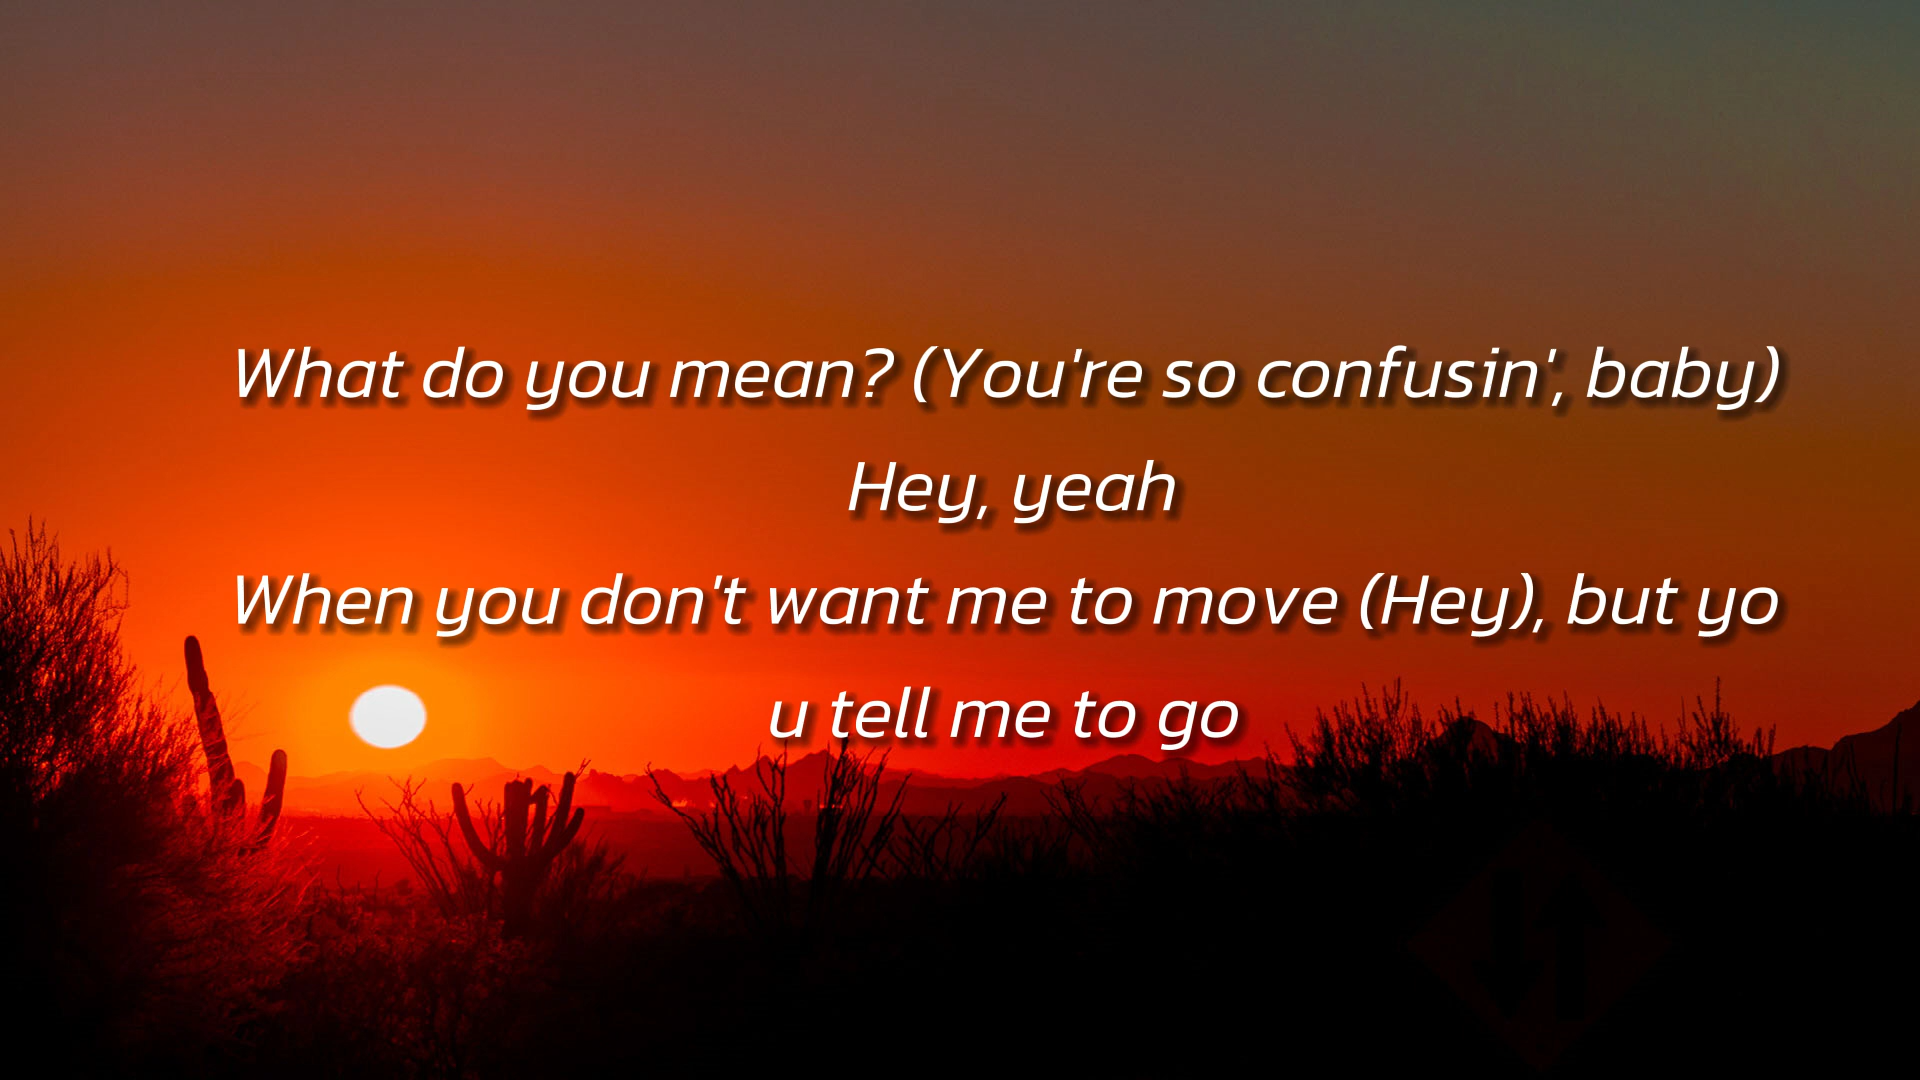 What do you mean? (You're so confusin', baby)
Hey, yeah
When you don't want me to move (Hey), but yo
u tell me to go